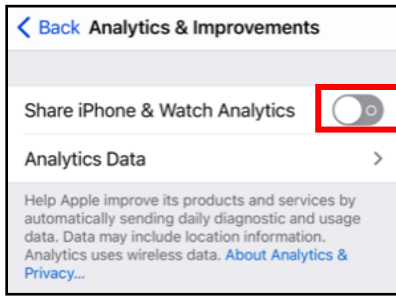 Back Analytics & Improvements
Share iPhone & Watch Analytics
Analytics Data
Help Apple improve its products and services by
automatically sending daily diagnostic and usage
data. Data may include location information.
Analytics uses wireless data. About Analytics &
Privacy...